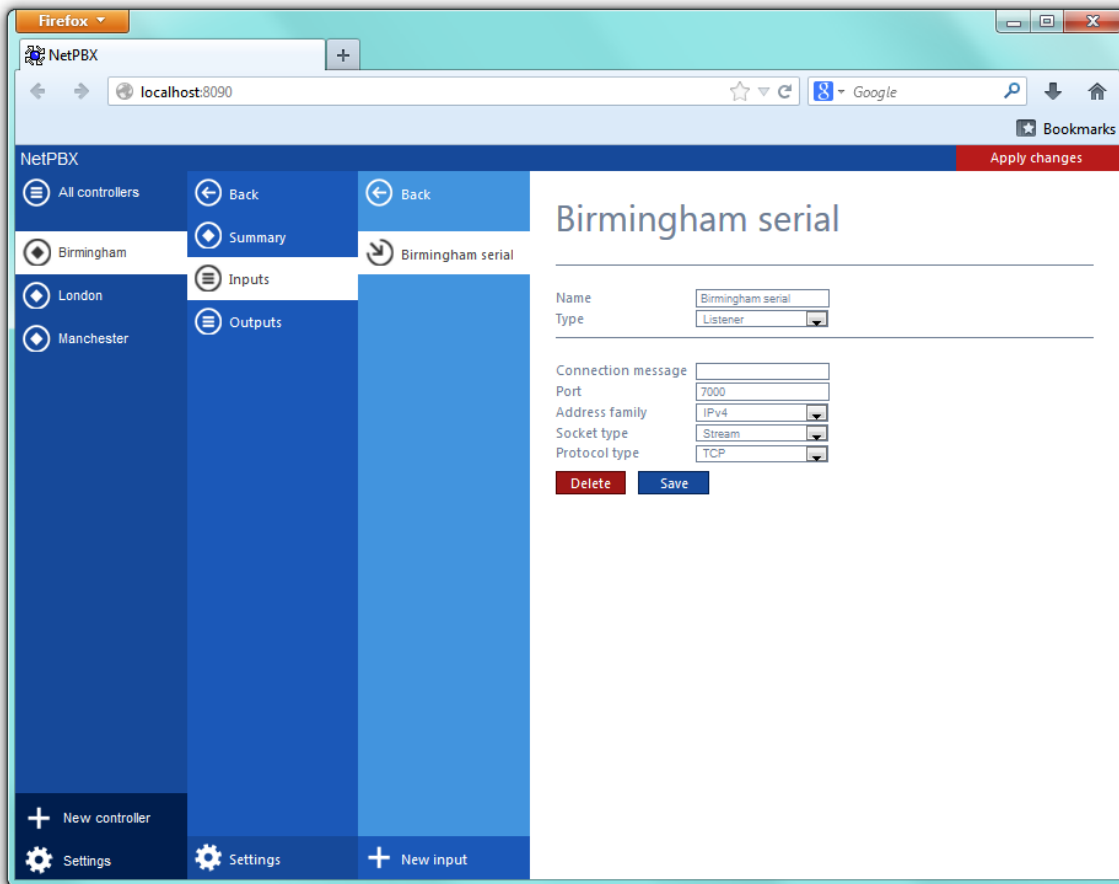 Firefox
NetPBX
localhost:8090
Google
Bookmarks
NetPBX
Apply changes
All controllers
Birmingham
London
Manchester
New controller
Settings
Back
Summary
Inputs
Outputs
Settings
Back
Birmingham serial
New input
Birmingham serial
Name Birmingham serial
Type Listener
Connection message
Port 7000
Address family IPv4
Socket type Stream
Protocol type TCP
Delete Save